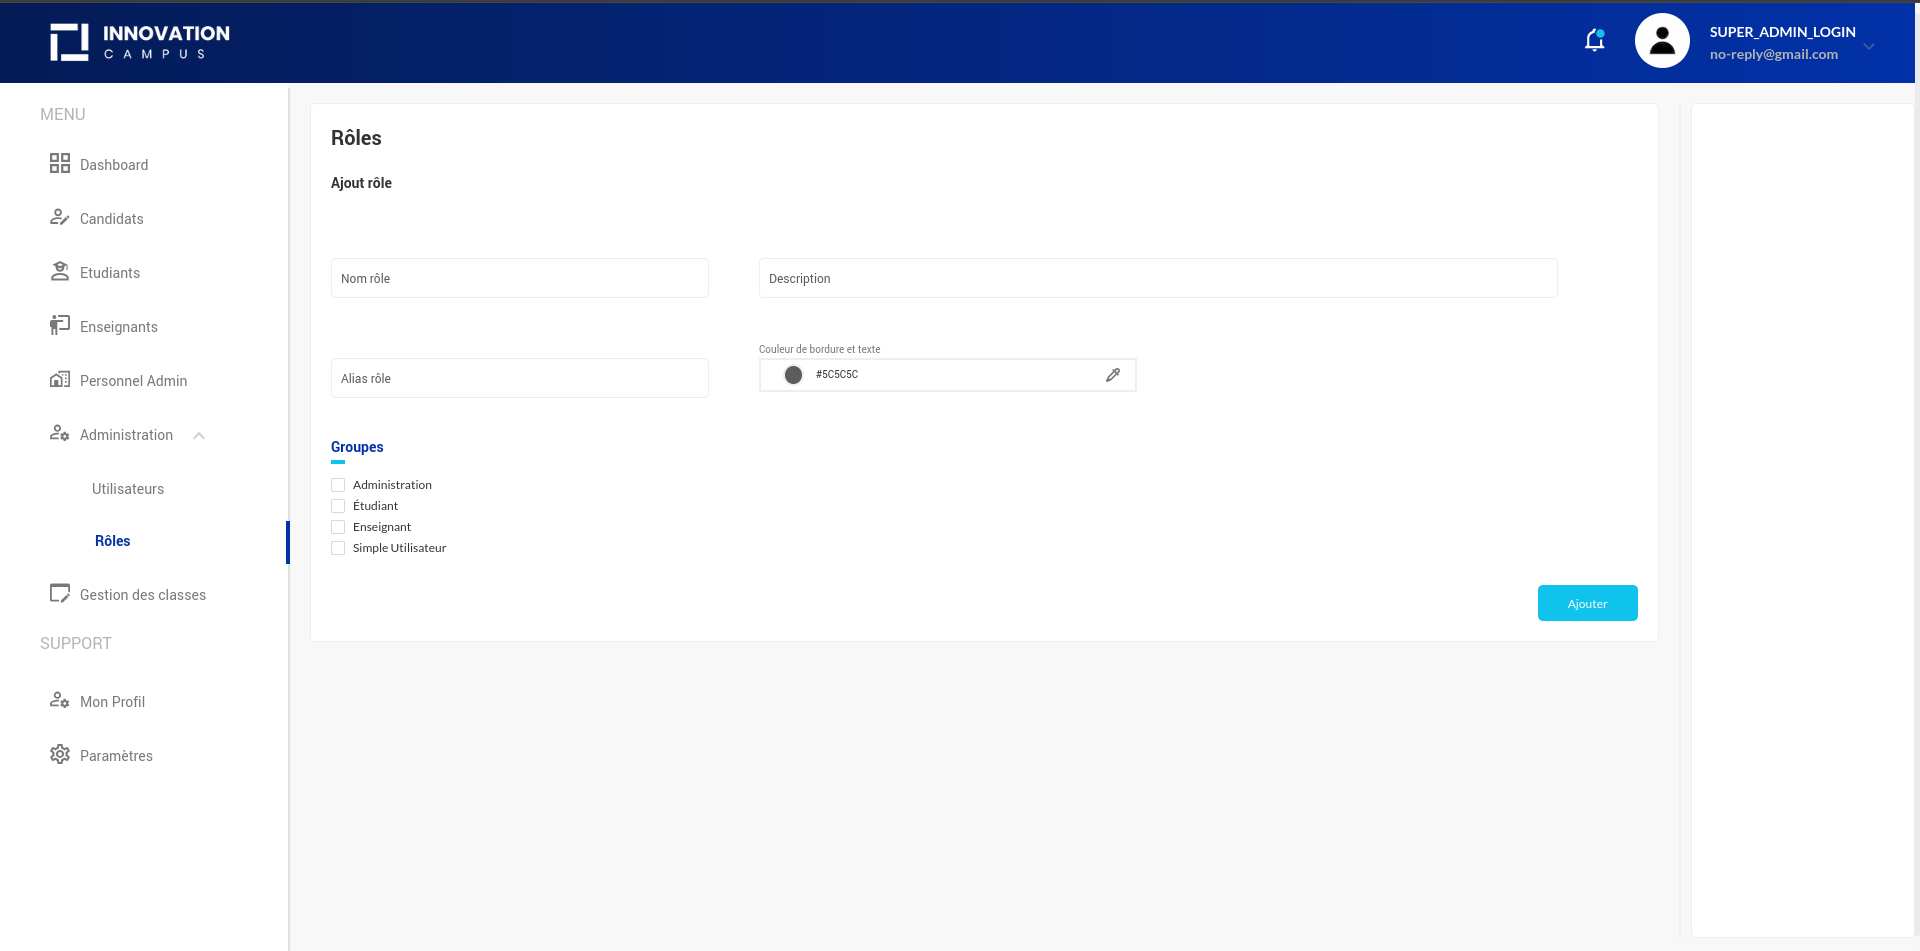 INNOVATION
CAMPUS
SUPER_ADMIN_LOGIN
no-reply@gmail.com
MENU
Dashboard
Candidats
Etudiants
Enseignants
Personnel Admin
Administration
Utilisateurs
Rôles
Gestion des classes
SUPPORT
Mon Profil
Paramètres
Rôles
Ajout rôle
Nom rôle
Description
Alias rôle
Couleur de bordure et texte
#5C5C5C
Groupes
Administration
Étudiant
Enseignant
Simple Utilisateur
Ajouter